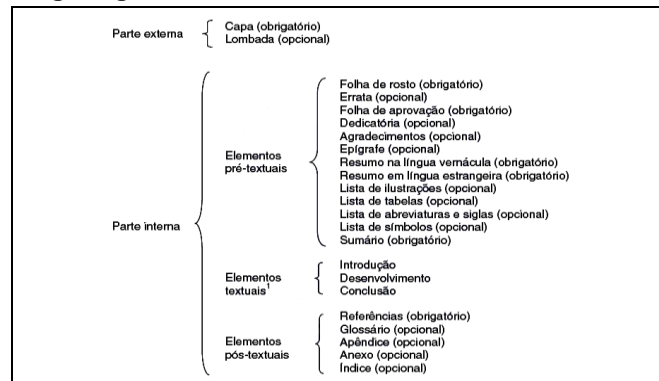 Parte externa
Capa (obrigatório)
Lombada (opcional)
Parte interna
Elementos
pré-textuais
Folha de rosto (obrigatório)
Errata (opcional)
Folha de aprovação (obrigatório)
Dedicatória (opcional)
Agradecimentos (opcional)
Epígrafe (opcional)
Resumo na língua vernácula (obrigatório)
Resumo em língua estrangeira (obrigatório)
Lista de ilustrações (opcional)
Lista de tabelas (opcional)
Lista de abreviaturas e siglas (opcional)
Lista de símbolos (opcional)
Sumário (obrigatório)
Elementos
textuais¹
Introdução
Desenvolvimento
Conclusão
Elementos
pós-textuais
Referências (obrigatório)
Glossário (opcional)
Apêndice (opcional)
Anexo (opcional)
Índice (opcional)